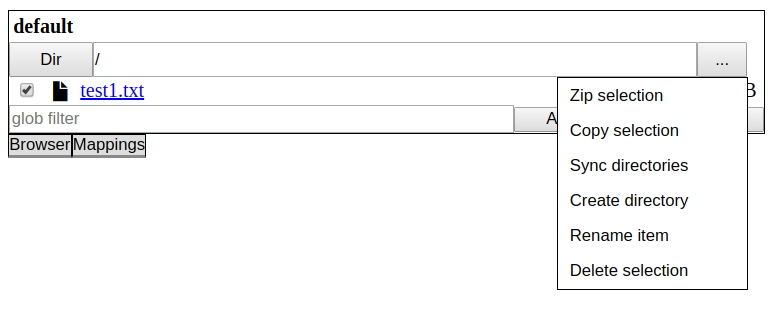 default
Dir / ...
test1.txt B
glob filter A
Browser Mappings
Zip selection
Copy selection
Sync directories
Create directory
Rename item
Delete selection